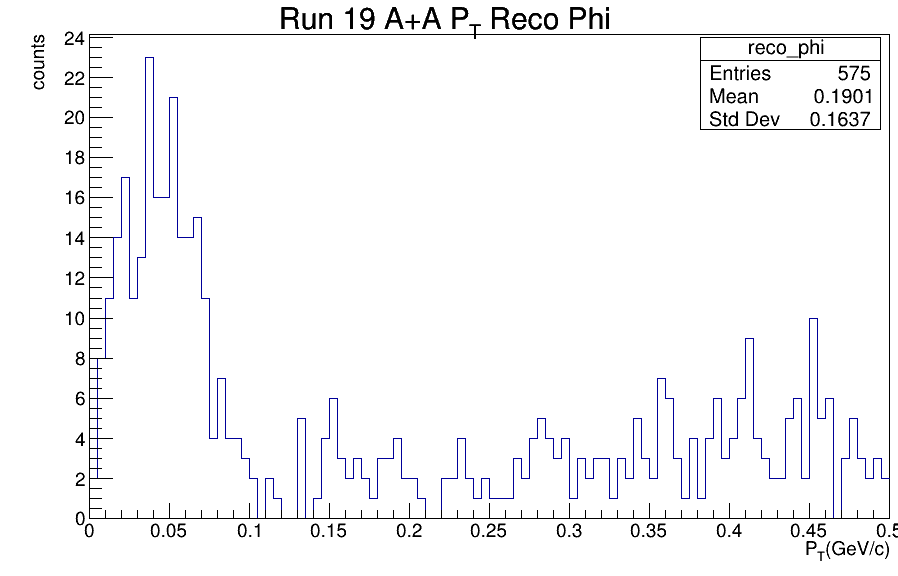 Run 19 A+A P_T Reco Phi
counts
reco_phi
Entries 575
Mean 0.1901
Std Dev 0.1637
24
22
20
18
16
14
12
10
8
6
4
2
0
0 0.05 0.1 0.15 0.2 0.25 0.3 0.35 0.4 0.45 0.5
P_T(GeV/c)